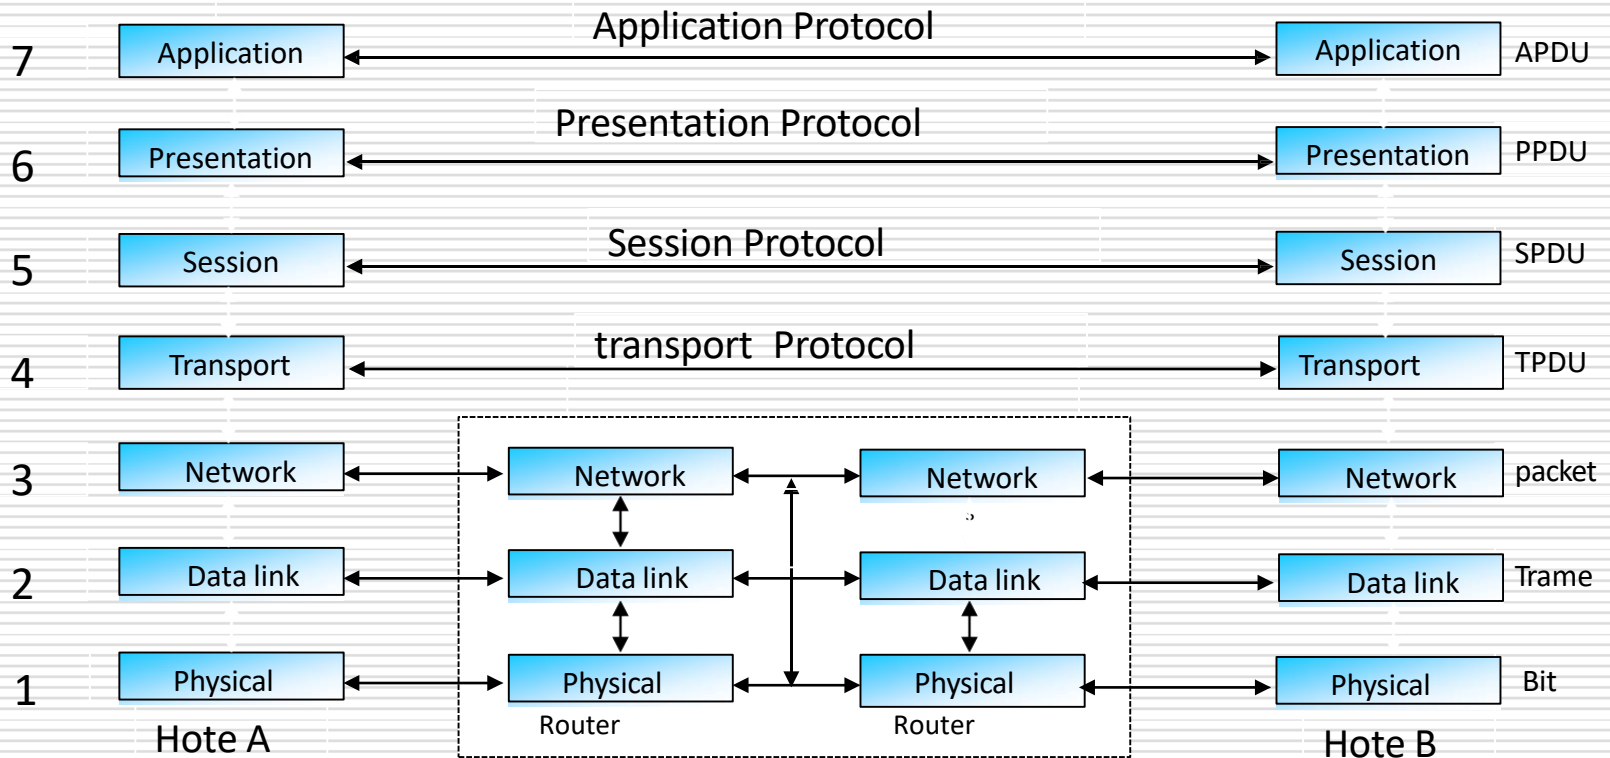 Application Protocol
7 Application Application APDU
Presentation Protocol
6 Presentation Presentation PPDU
Session Protocol
5 Session Session SPDU
transport Protocol
4 Transport Transport TPDU
3 Network Network Network Network packet
2 Data link Data link Data link Data link Trame
1 Physical Physical Physical Physical Bit
Router Router
Hote A Hote B